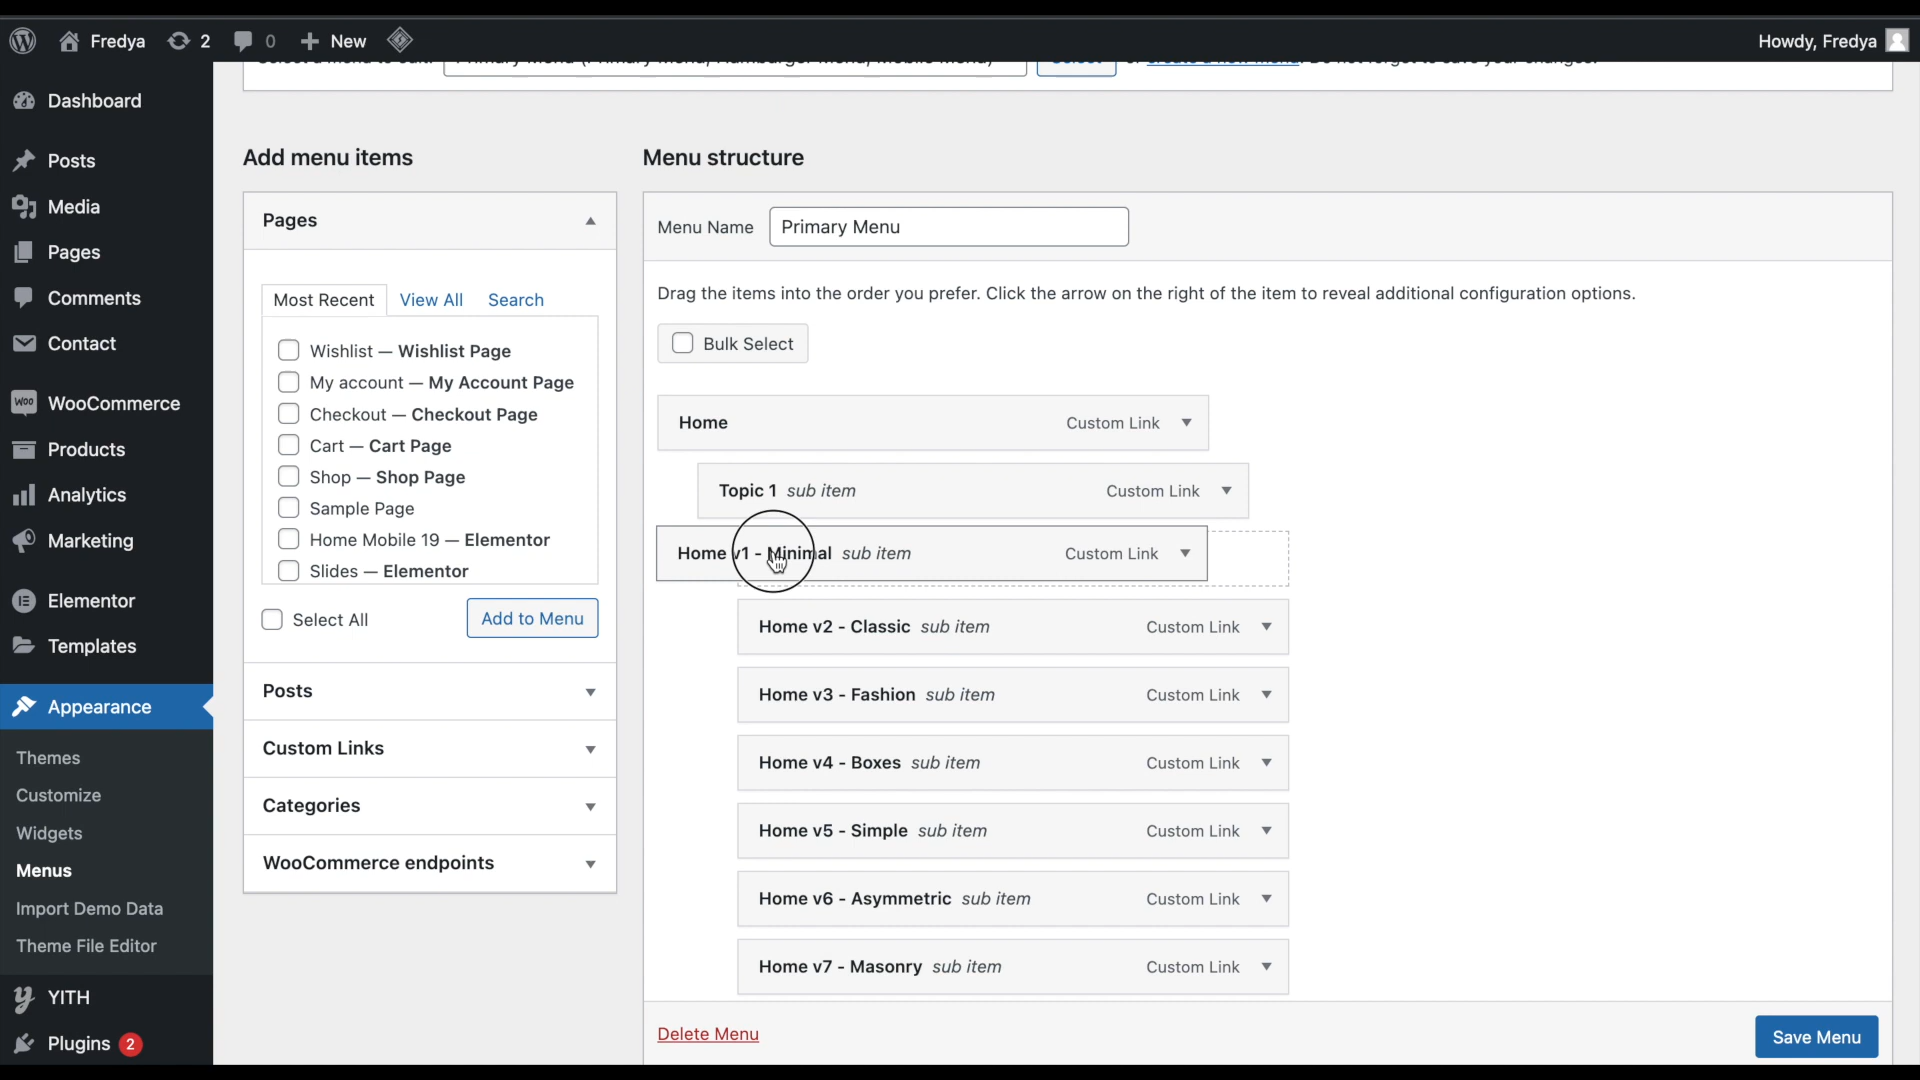 Fredya 2 0 New Howdy, Fredya
Dashboard
Posts
Media
Pages
Comments
Contact
WooCommerce
Products
Analytics
Marketing
Elementor
Templates
Appearance
Themes
Customize
Widgets
Menus
Import Demo Data
Theme File Editor
YITH
Plugins 2
Add menu items
Pages
Most Recent View All Search
Wishlist — Wishlist Page
My account — My Account Page
Checkout — Checkout Page
Cart — Cart Page
Shop — Shop Page
Sample Page
Home Mobile 19 — Elementor
Slides — Elementor
Select All Add to Menu
Posts
Custom Links
Categories
WooCommerce endpoints
Menu structure
Menu Name Primary Menu
Drag the items into the order you prefer. Click the arrow on the right of the item to reveal additional configuration options.
Bulk Select
Home Custom Link
Topic 1 sub item Custom Link
Home v1 - Minimal sub item Custom Link
Home v2 - Classic sub item Custom Link
Home v3 - Fashion sub item Custom Link
Home v4 - Boxes sub item Custom Link
Home v5 - Simple sub item Custom Link
Home v6 - Asymmetric sub item Custom Link
Home v7 - Masonry sub item Custom Link
Delete Menu Save Menu